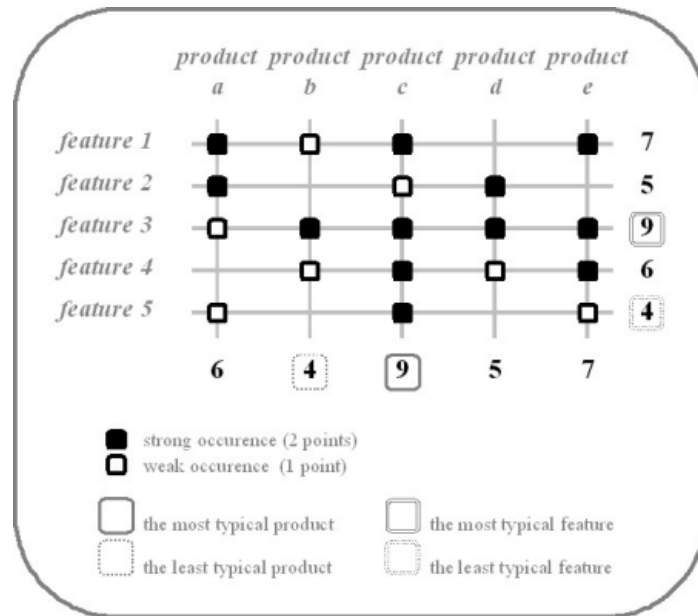 product product product product product
a b c d e
feature 1 7
feature 2 5
feature 3 9
feature 4 6
feature 5 4
6 4 9 5 7
strong occurence (2 points)
weak occurence (1 point)
the most typical product the most typical feature
the least typical product the least typical feature